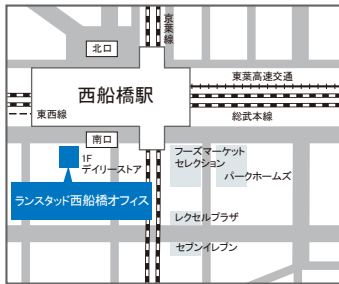 京葉線
北口
東葉高速交通
西船橋駅
東西線
総武本線
南口
1F
デイリーストア
フーズマーケット
セレクション
パークホームズ
ランスタッド西船橋オフィス
レクセルプラザ
セブンイレブン